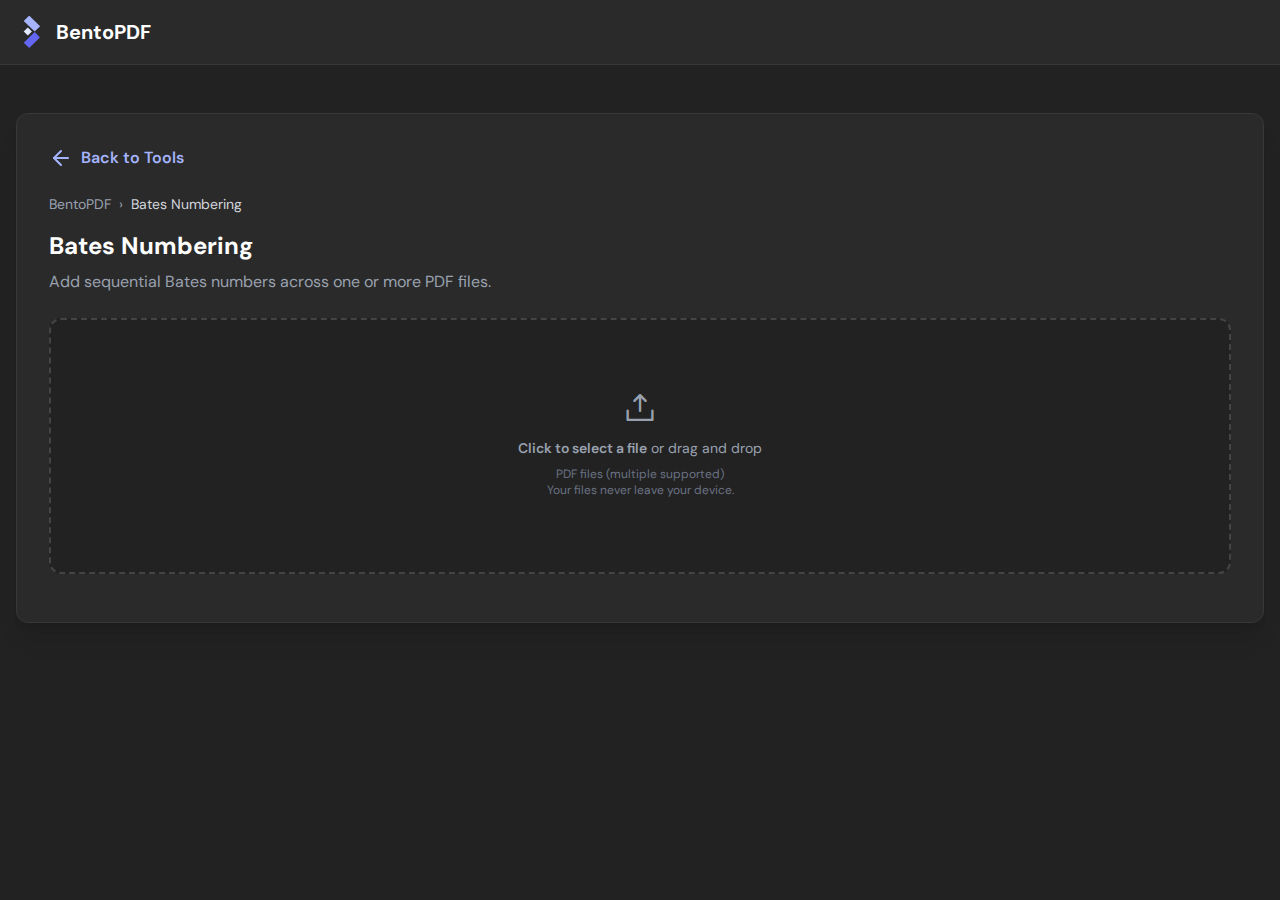 BentoPDF
Back to Tools
BentoPDF › Bates Numbering
Bates Numbering
Add sequential Bates numbers across one or more PDF files.
Click to select a file or drag and drop
PDF files (multiple supported)
Your files never leave your device.